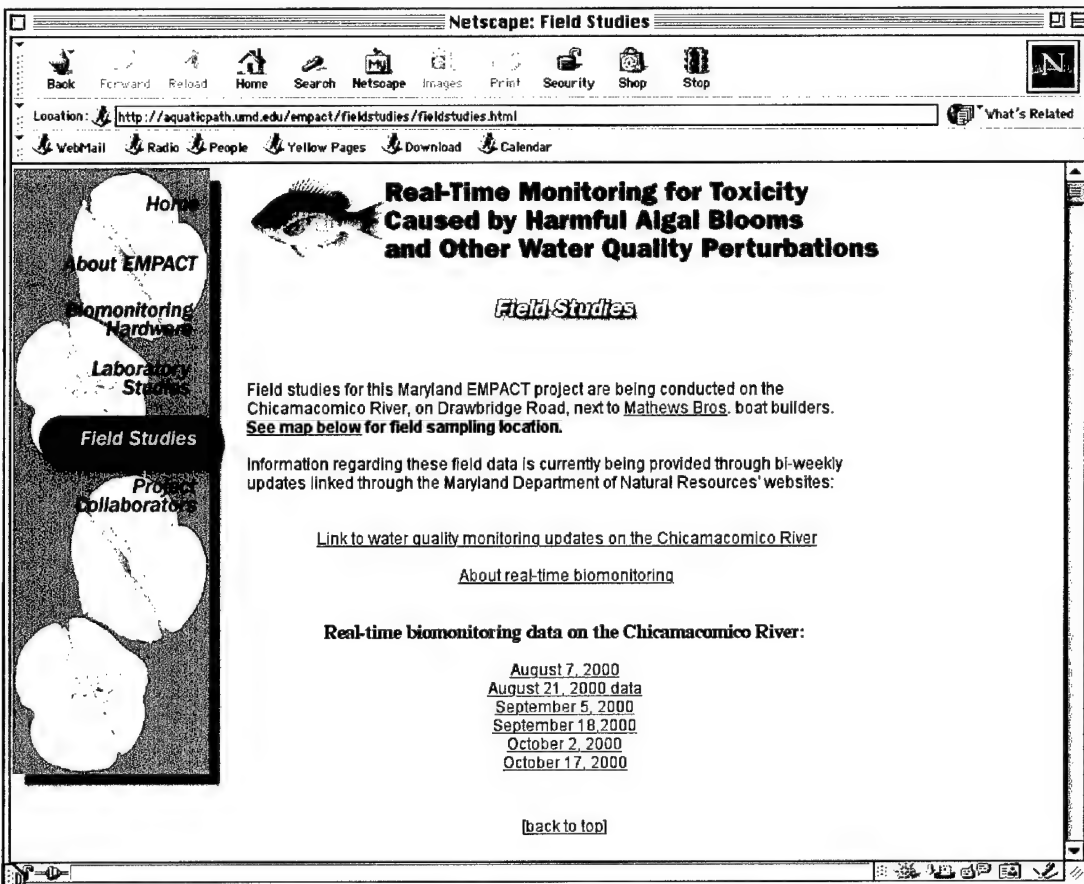 Netscape: Field Studies
Back Forward Reload Home Search Netscape Images Print Security Shop Stop
N
Location: http://aquaticpath.umd.edu/empact/fieldstudies/fieldstudies.html What's Related
WebMail Radio People Yellow Pages Download Calendar
Home
About EMPACT
Biomonitoring
Hardware
Laboratory
Studies
Field Studies
Project
Collaborators
Real-Time Monitoring for Toxicity
Caused by Harmful Algal Blooms
and Other Water Quality Perturbations
Field Studies
Field studies for this Maryland EMPACT project are being conducted on the
Chicamacomico River, on Drawbridge Road, next to Mathews Bros. boat builders.
See map below for field sampling location.
Information regarding these field data is currently being provided through bi-weekly
updates linked through the Maryland Department of Natural Resources' websites:
Link to water quality monitoring updates on the Chicamacomico River
About real-time biomonitoring
Real-time biomonitoring data on the Chicamacomico River:
August 7, 2000
August 21, 2000 data
September 5, 2000
September 18,2000
October 2, 2000
October 17, 2000
[back to top]